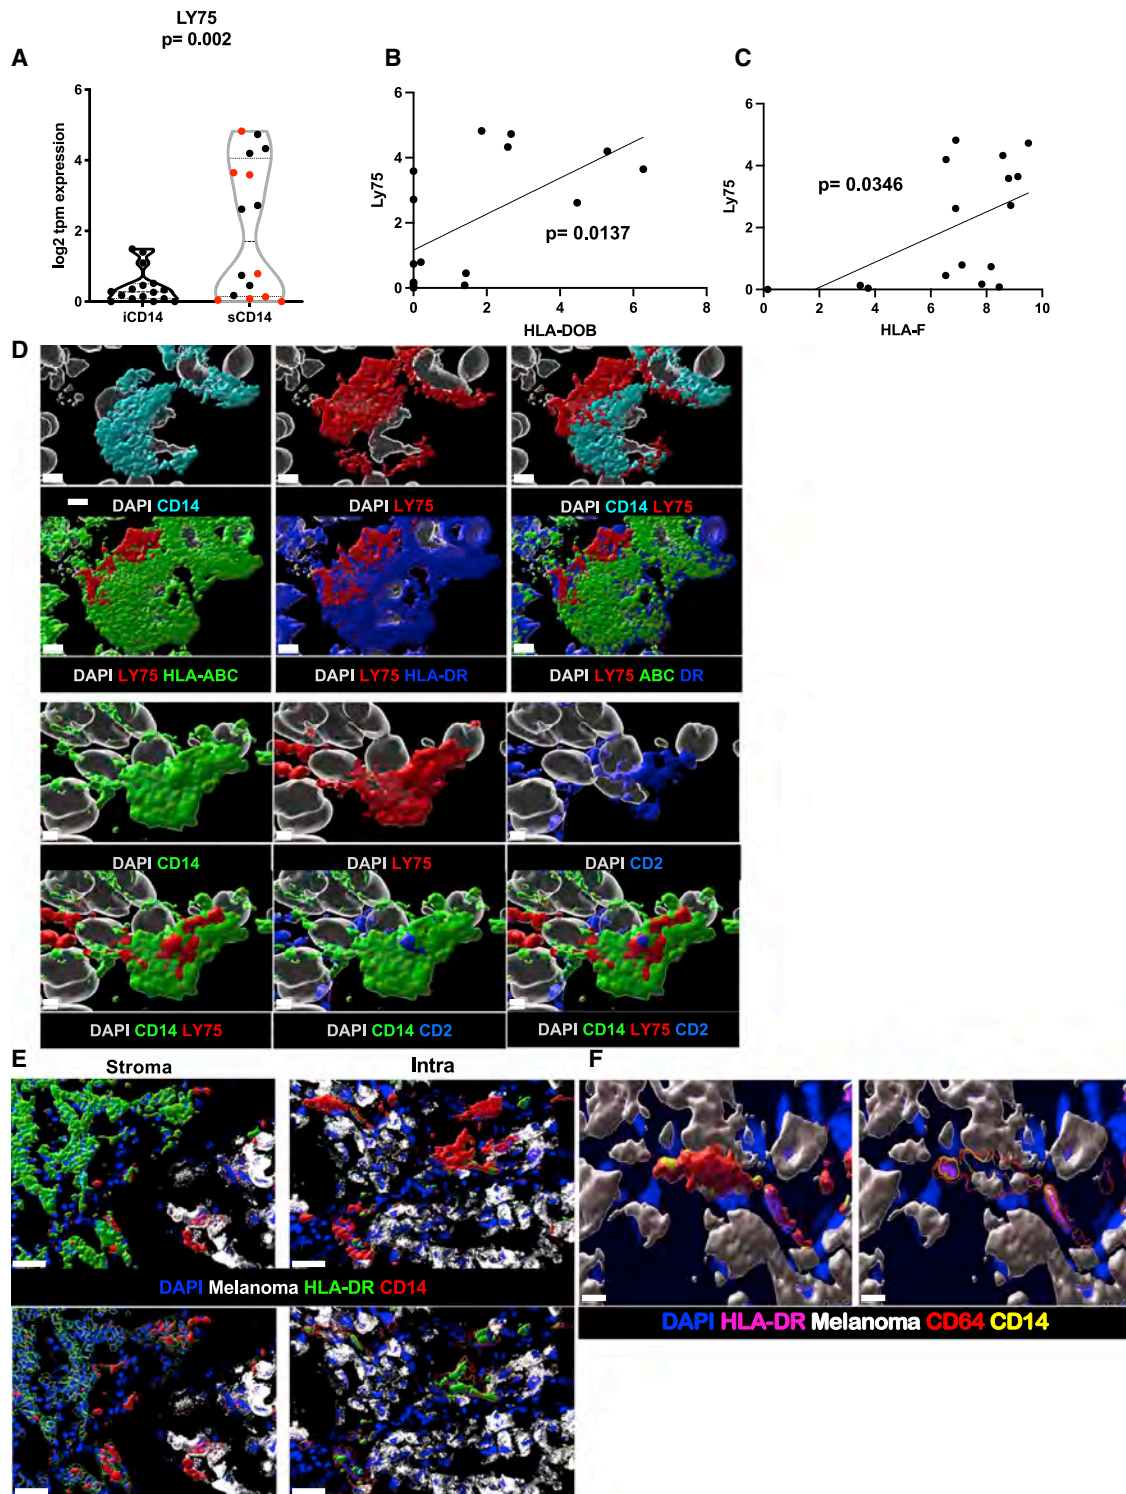 LY75
p= 0.002
A
B
C
log2 tpm expression
6
4
2
0
iCD14
sCD14
Ly75
6
4
2
0
p= 0.0137
0
2
4
6
8
HLA-DOB
Ly75
6
4
2
0
p= 0.0346
0
2
4
6
8
10
HLA-F
D
DAPI CD14
DAPI LY75
DAPI CD14 LY75
DAPI LY75 HLA-ABC
DAPI LY75 HLA-DR
DAPI LY75 ABC DR
DAPI CD14
DAPI LY75
DAPI CD2
DAPI CD14 LY75
DAPI CD14 CD2
DAPI CD14 LY75 CD2
E
Stroma
Intra
F
DAPI Melanoma HLA-DR CD14
DAPI HLA-DR Melanoma CD64 CD14